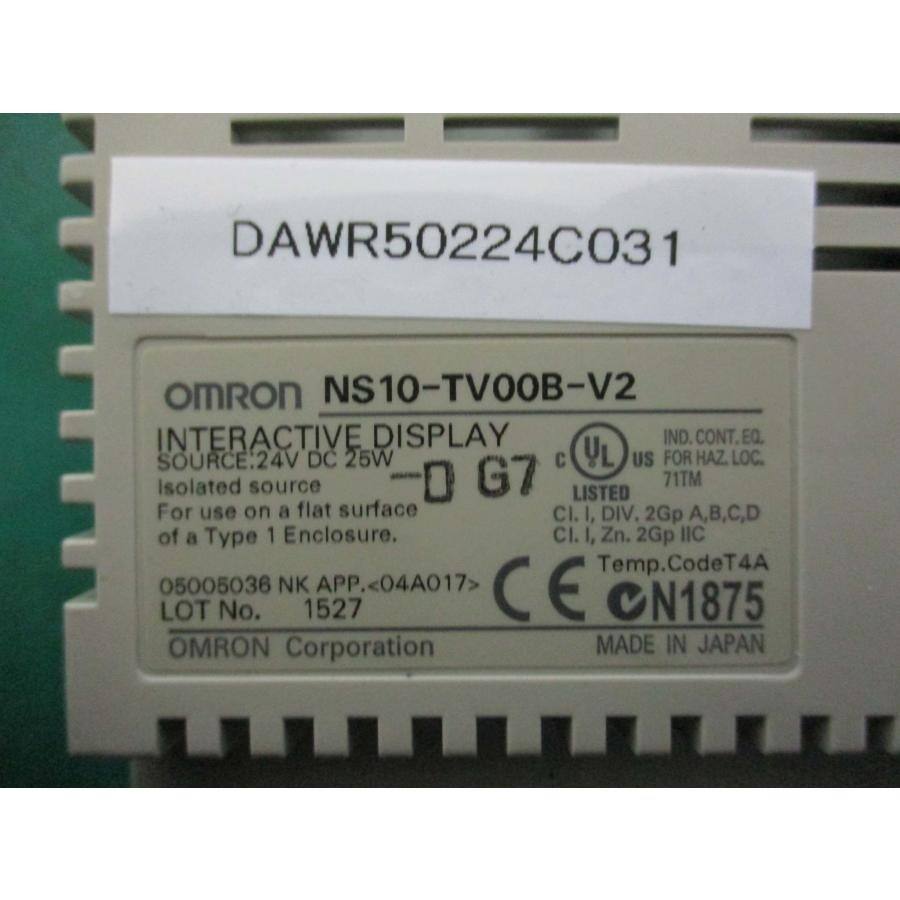 DAWR50224C031
OMRON NS10-TV00B-V2
INTERACTIVE DISPLAY
SOURCE:24V DC 25W
Isolated source
-D G7
For use on a flat surface
of a Type 1 Enclosure.
C UL US
LISTED
IND. CONT. EQ.
FOR HAZ. LOC.
71TM
Cl. I, DIV. 2Gp A,B,C,D
Cl. I, Zn. 2Gp IIC
Temp.CodeT4A
05005036 NK APP.<04A017>
LOT No. 1527
CE N1875
OMRON Corporation MADE IN JAPAN